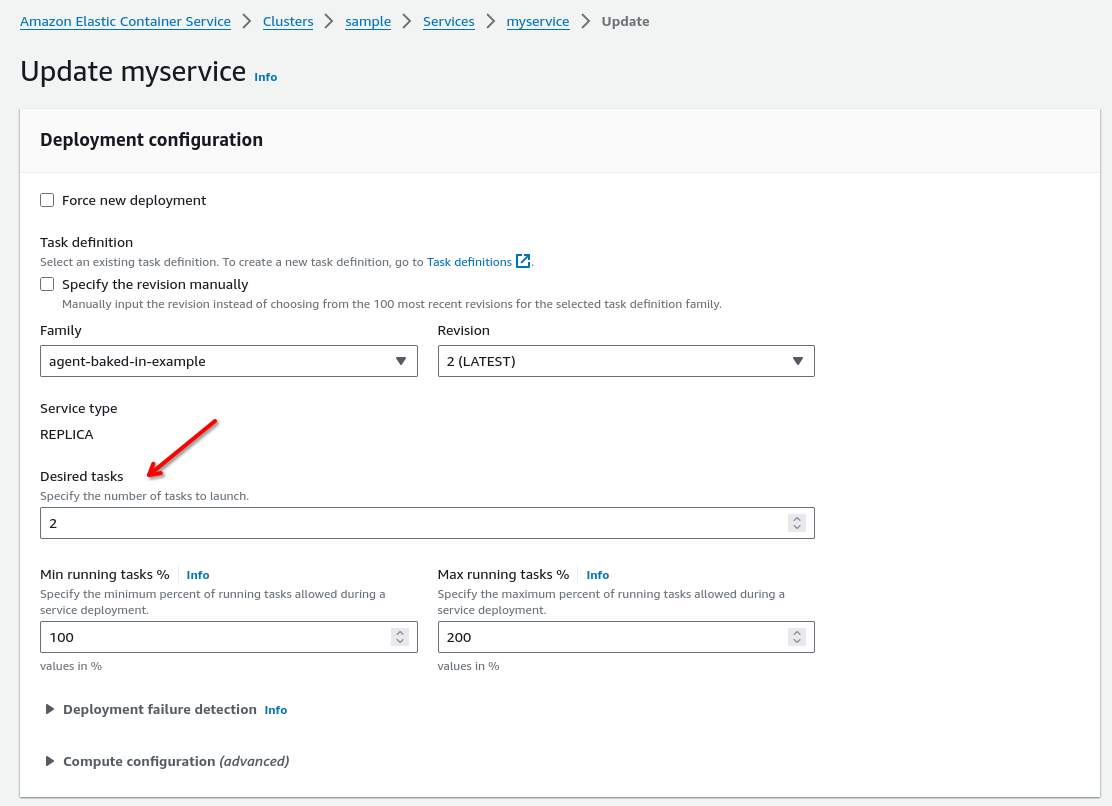 Amazon Elastic Container Service > Clusters > sample > Services > myservice > Update
Update myservice Info
Deployment configuration
Force new deployment
Task definition
Select an existing task definition. To create a new task definition, go to Task definitions.
Specify the revision manually
Manually input the revision instead of choosing from the 100 most recent revisions for the selected task definition family.
Family
Revision
agent-baked-in-example
2 (LATEST)
Service type
REPLICA
Desired tasks
Specify the number of tasks to launch.
2
Min running tasks % Info
Specify the minimum percent of running tasks allowed during a
service deployment.
100
values in %
Max running tasks % Info
Specify the maximum percent of running tasks allowed during a
service deployment.
200
values in %
Deployment failure detection Info
Compute configuration (advanced)